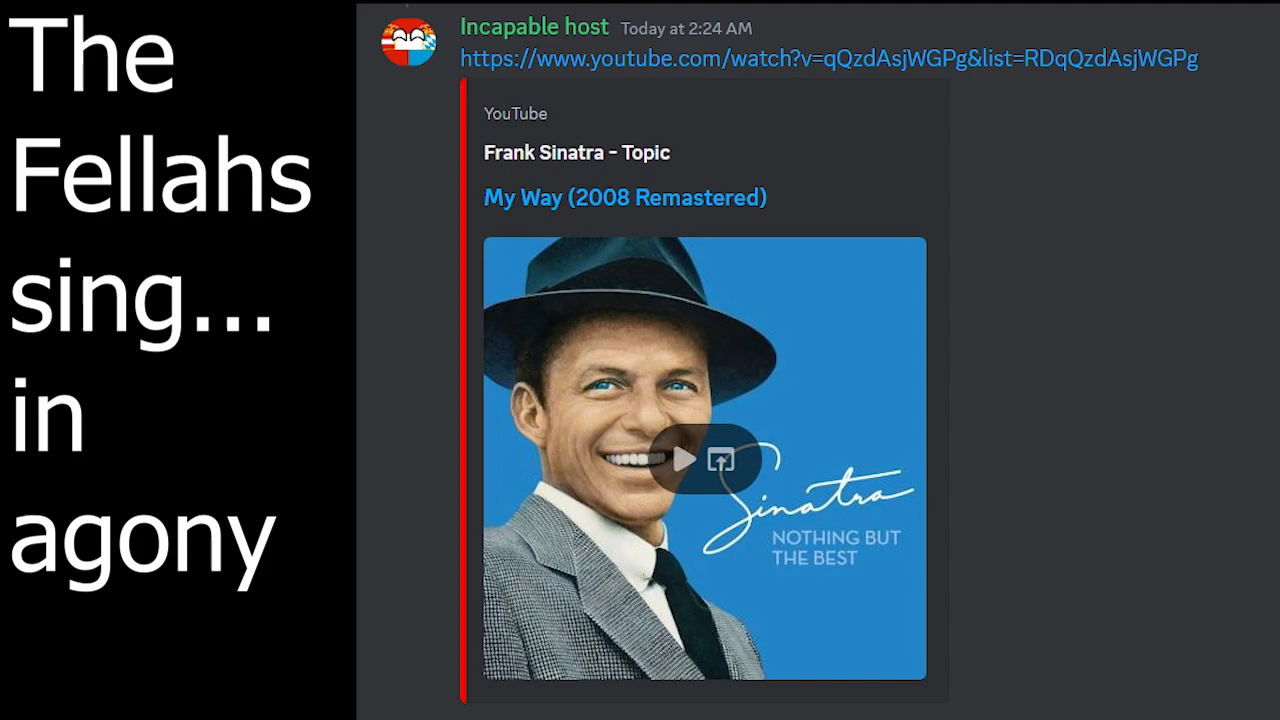 The
Fellahs
sing...
in
agony
Incapable host Today at 2:24 AM
https://www.youtube.com/watch?v=qQzdAsjWGPg&list=RDqQzdAsjWGPg
YouTube
Frank Sinatra - Topic
My Way (2008 Remastered)
Sinatra
NOTHING BUT
THE BEST